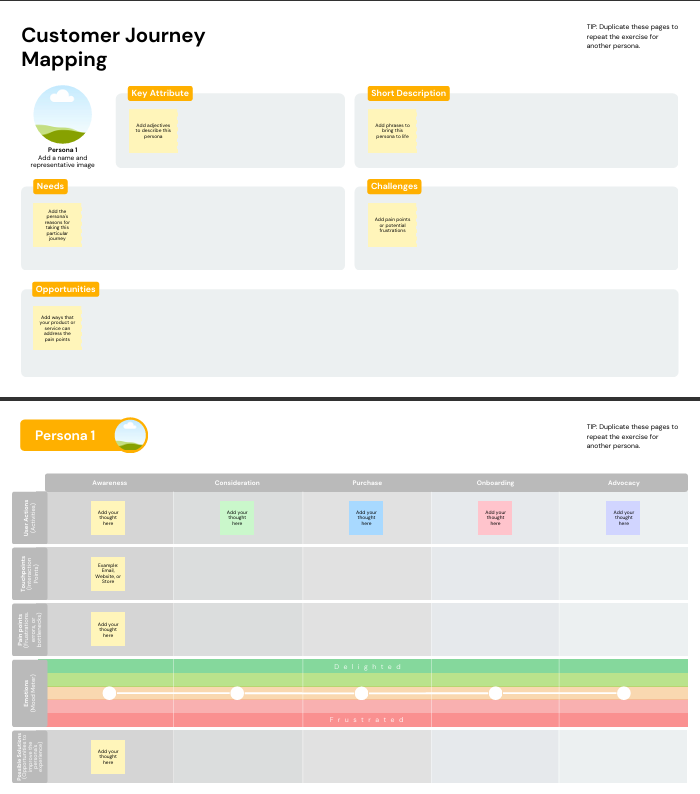 Customer Journey
Mapping
TIP: Duplicate these pages to
repeat the exercise for
another persona.
Persona 1
Add a name and
representative image
Key Attribute
Add adjectives
to describe this
persona
Short Description
Add phrases to
bring this
persona to life
Needs
Add the
persona's
reasons for
taking this
particular
journey
Challenges
Add pain points
or potential
frustrations
Opportunities
Add ways that
your product or
service can
address the
pain points
Persona 1
TIP: Duplicate these pages to
repeat the exercise for
another persona.
Awareness
Consideration
Purchase
Onboarding
Advocacy
User Actions
(Activities)
Add your
thought
here
Add your
thought
here
Add your
thought
here
Add your
thought
here
Add your
thought
here
Touchpoints
(Interaction
Points)
Example:
Email,
Website, or
Store
Pain points
(Frustrations,
errors, or
bottlenecks)
Add your
thought
here
Emotions
(Mood Meter)
Delighted
Frustrated
Possible Solutions
(Opportunities to
improve the
persona's
experience)
Add your
thought
here